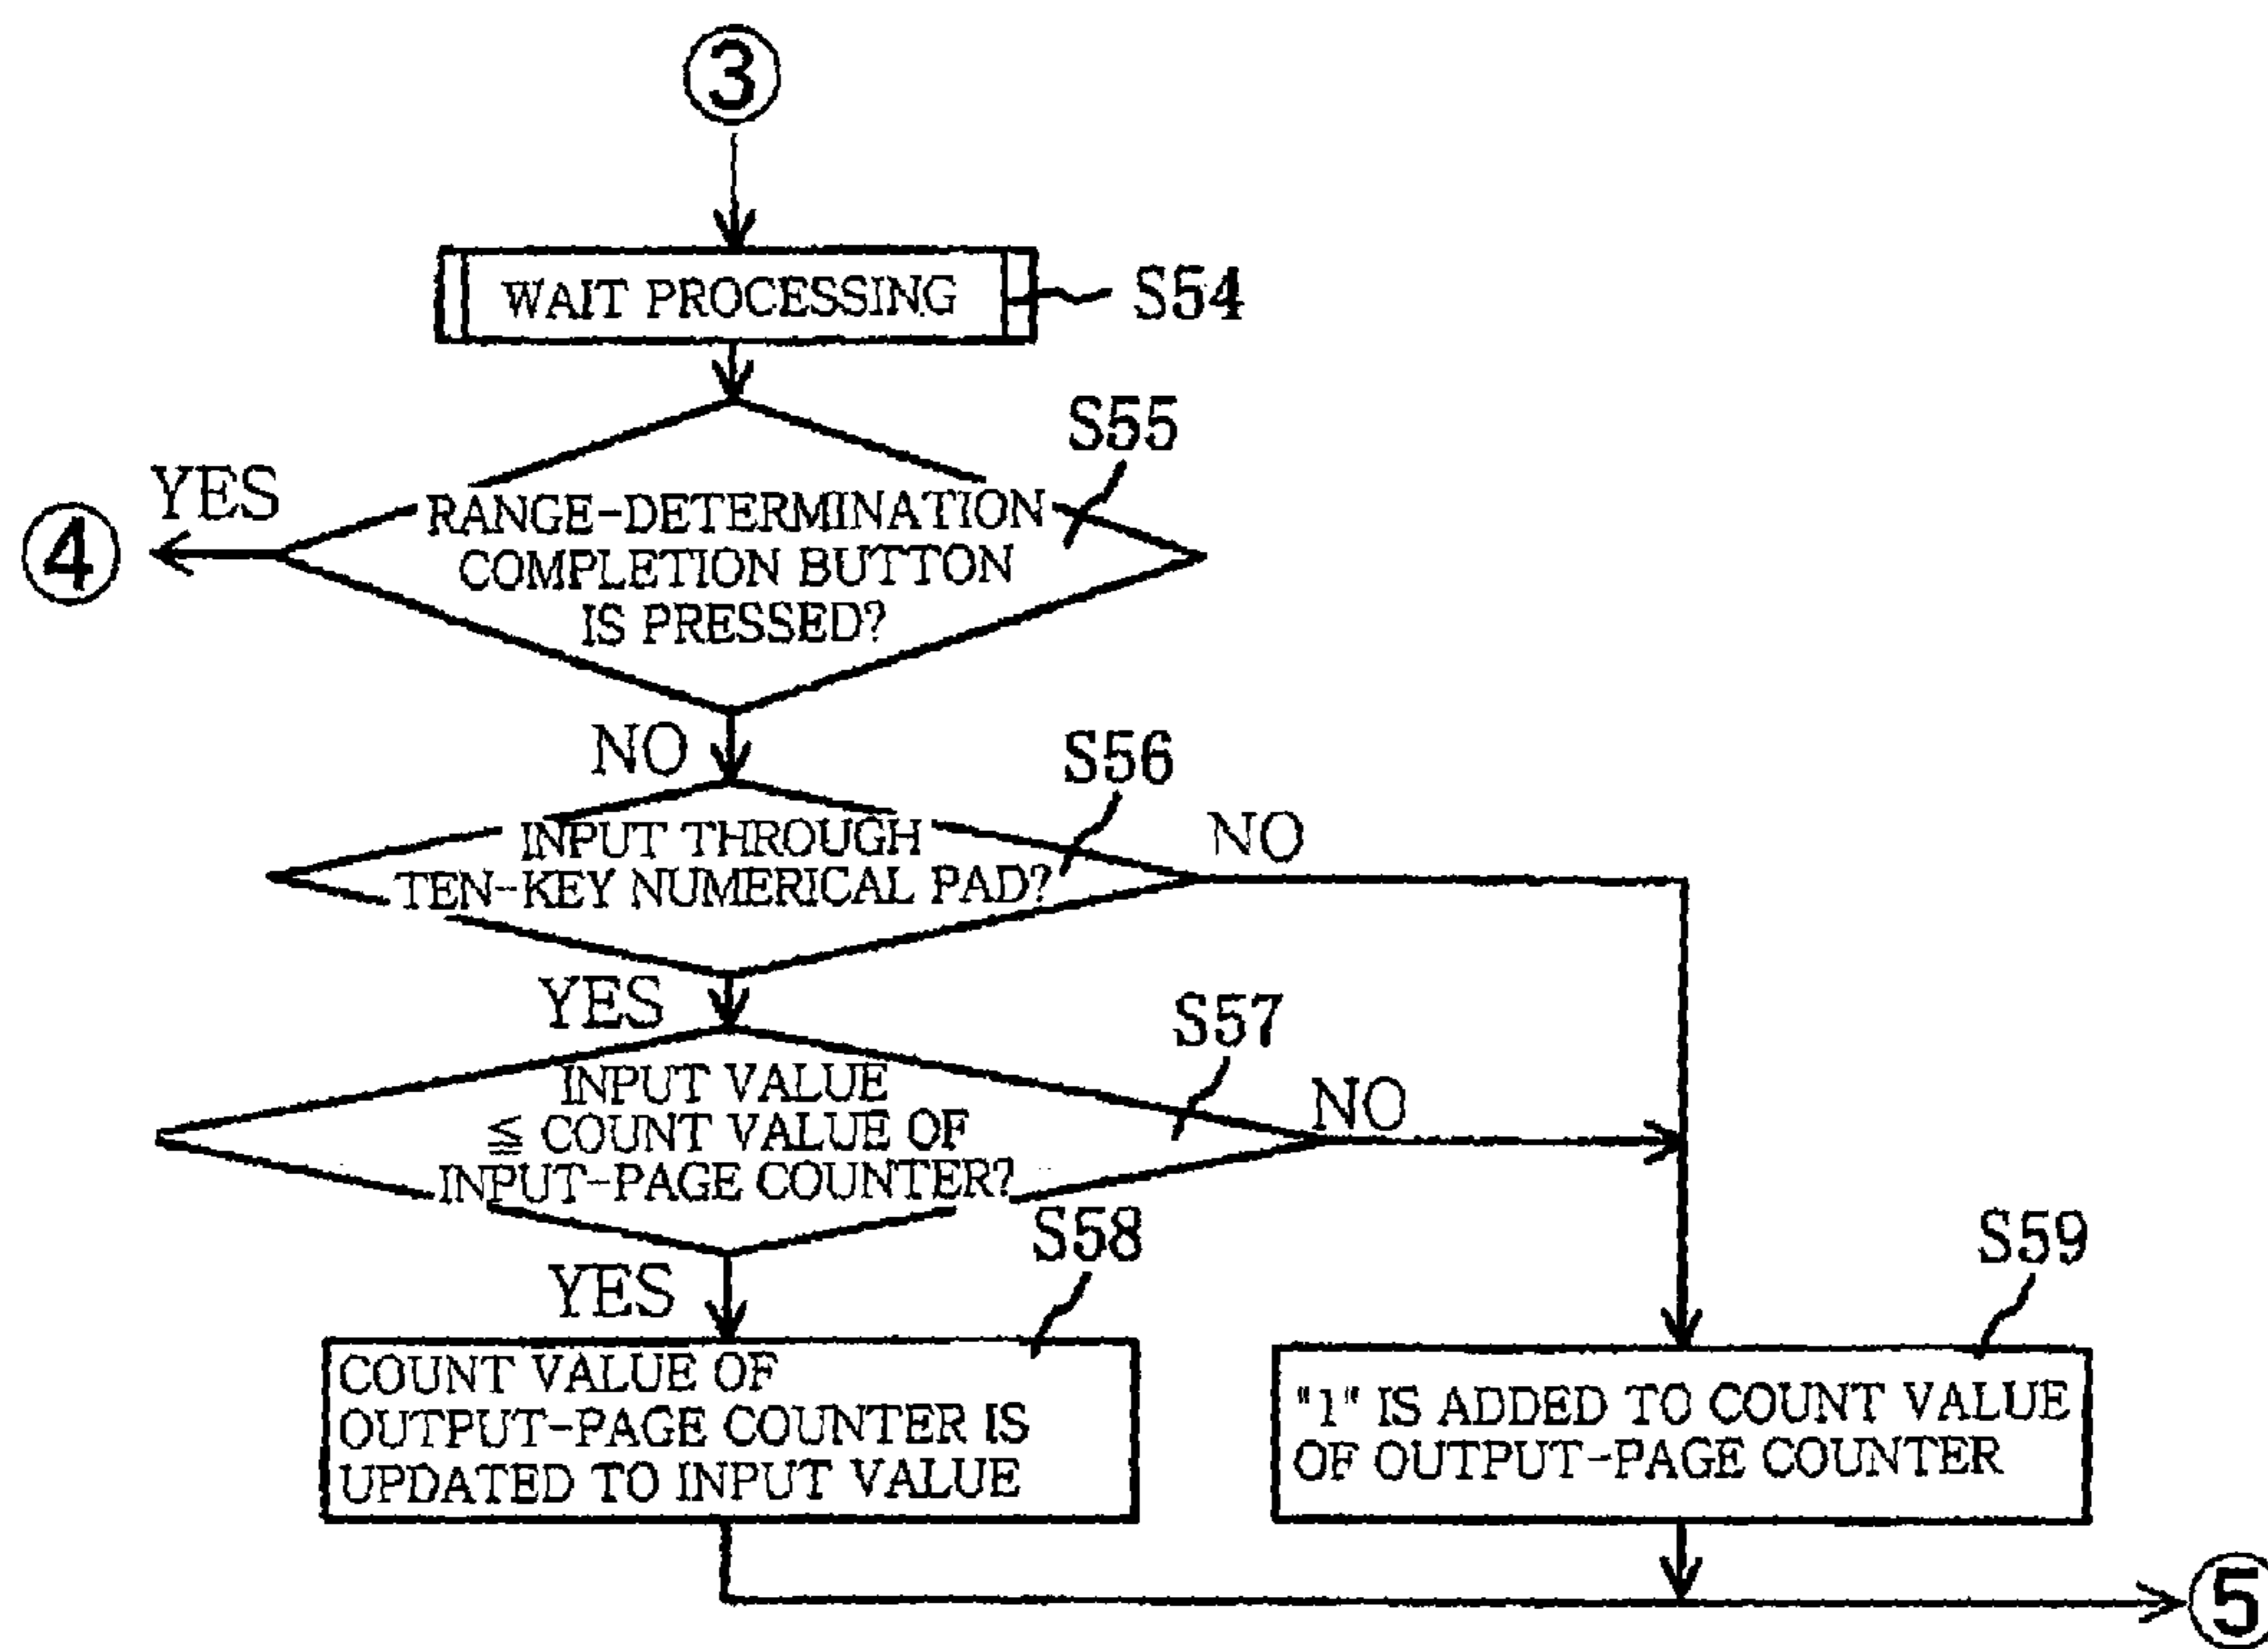 ③
WAIT PROCESSING
S54
S55
YES
④
RANGE-DETERMINATION
COMPLETION BUTTON
IS PRESSED?
NO
S56
INPUT THROUGH
TEN-KEY NUMERICAL PAD?
NO
YES
S57
INPUT VALUE
≦ COUNT VALUE OF
INPUT-PAGE COUNTER?
NO
YES
S58
S59
COUNT VALUE OF
OUTPUT-PAGE COUNTER IS
UPDATED TO INPUT VALUE
"1" IS ADDED TO COUNT VALUE
OF OUTPUT-PAGE COUNTER
⑤